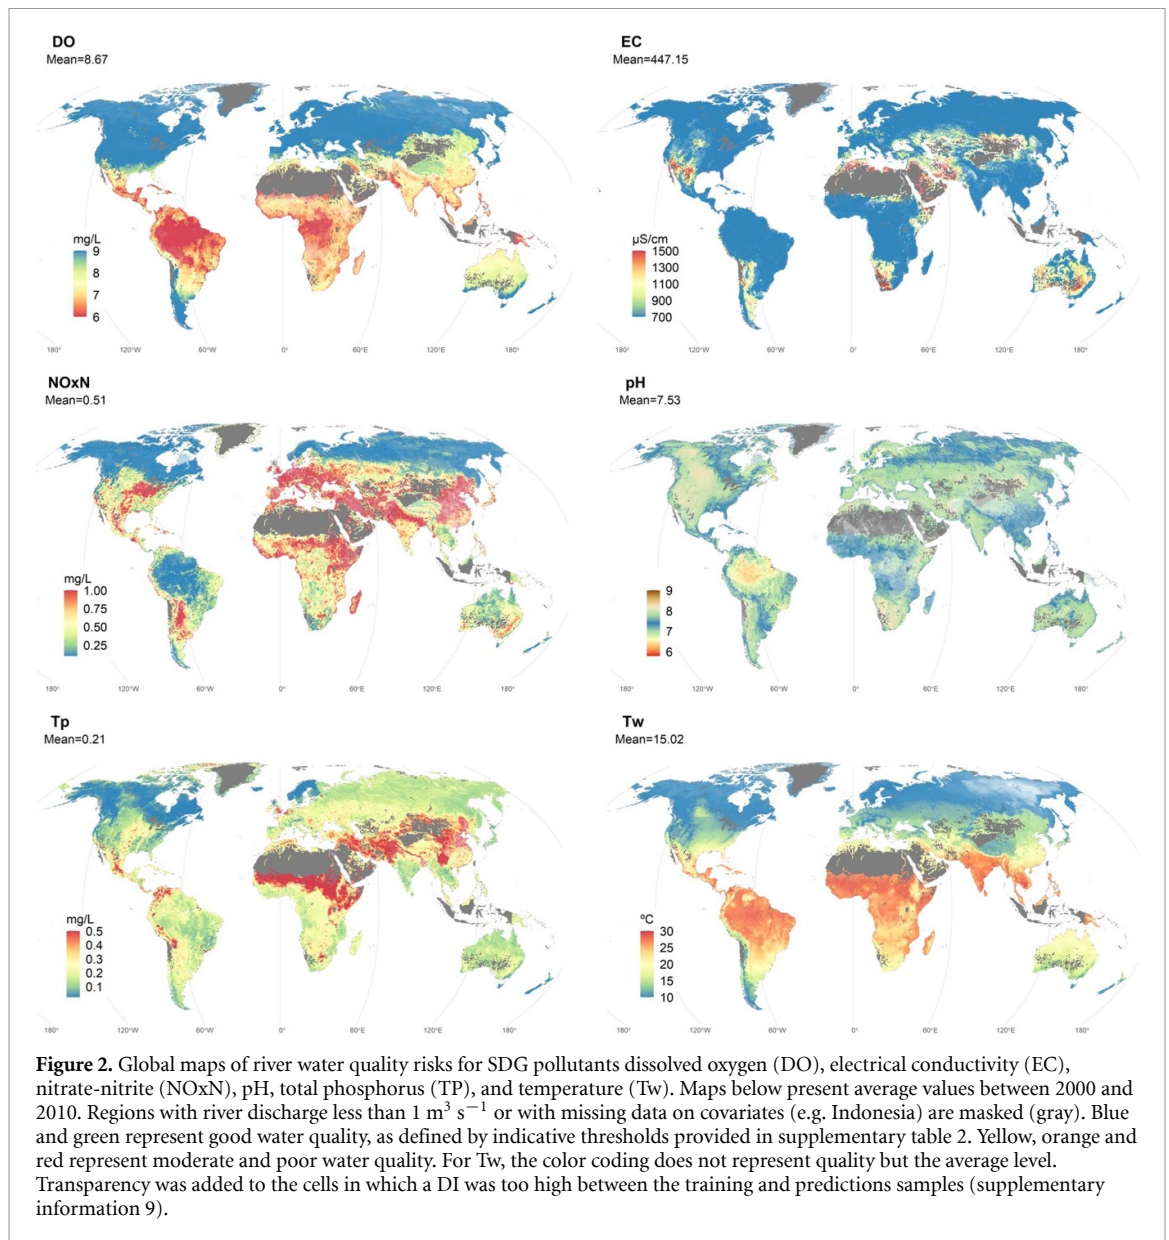 DO
Mean=8.67
mg/L
9
8
7
6
180°
120°W
60°W
0°
60°E
120°E
180°
EC
Mean=447.15
µS/cm
1500
1300
1100
900
700
180°
120°W
60°W
0°
60°E
120°E
180°
NOxN
Mean=0.51
mg/L
1.00
0.75
0.50
0.25
180°
120°W
60°W
0°
60°E
120°E
180°
pH
Mean=7.53
9
8
7
6
180°
120°W
60°W
0°
60°E
120°E
180°
Tp
Mean=0.21
mg/L
0.5
0.4
0.3
0.2
0.1
180°
120°W
60°W
0°
60°E
120°E
180°
Tw
Mean=15.02
ºC
30
25
20
15
10
180°
120°W
60°W
0°
60°E
120°E
180°
Figure 2. Global maps of river water quality risks for SDG pollutants dissolved oxygen (DO), electrical conductivity (EC),
nitrate-nitrite (NOxN), pH, total phosphorus (TP), and temperature (Tw). Maps below present average values between 2000 and
2010. Regions with river discharge less than 1 m³ s⁻¹ or with missing data on covariates (e.g. Indonesia) are masked (gray). Blue
and green represent good water quality, as defined by indicative thresholds provided in supplementary table 2. Yellow, orange and
red represent moderate and poor water quality. For Tw, the color coding does not represent quality but the average level.
Transparency was added to the cells in which a DI was too high between the training and predictions samples (supplementary
information 9).